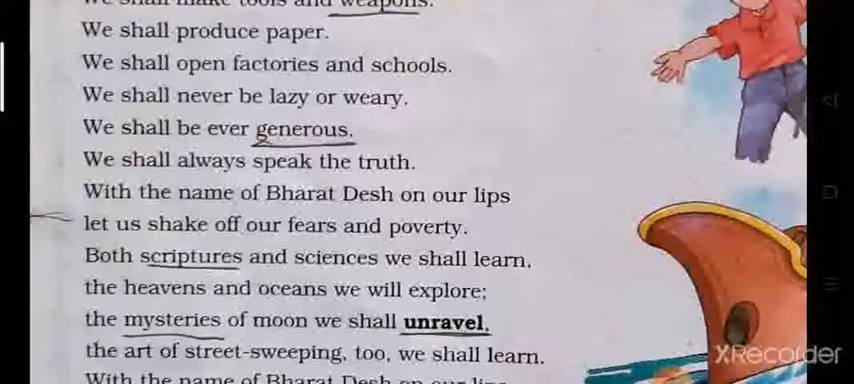 We shall make tools and weapons.
We shall produce paper.
We shall open factories and schools.
We shall never be lazy or weary.
We shall be ever generous.
We shall always speak the truth.
With the name of Bharat Desh on our lips
let us shake off our fears and poverty.
Both scriptures and sciences we shall learn,
the heavens and oceans we will explore;
the mysteries of moon we shall unravel,
the art of street-sweeping, too, we shall learn.
With the name of Bharat Desh on our lips
XRecorder